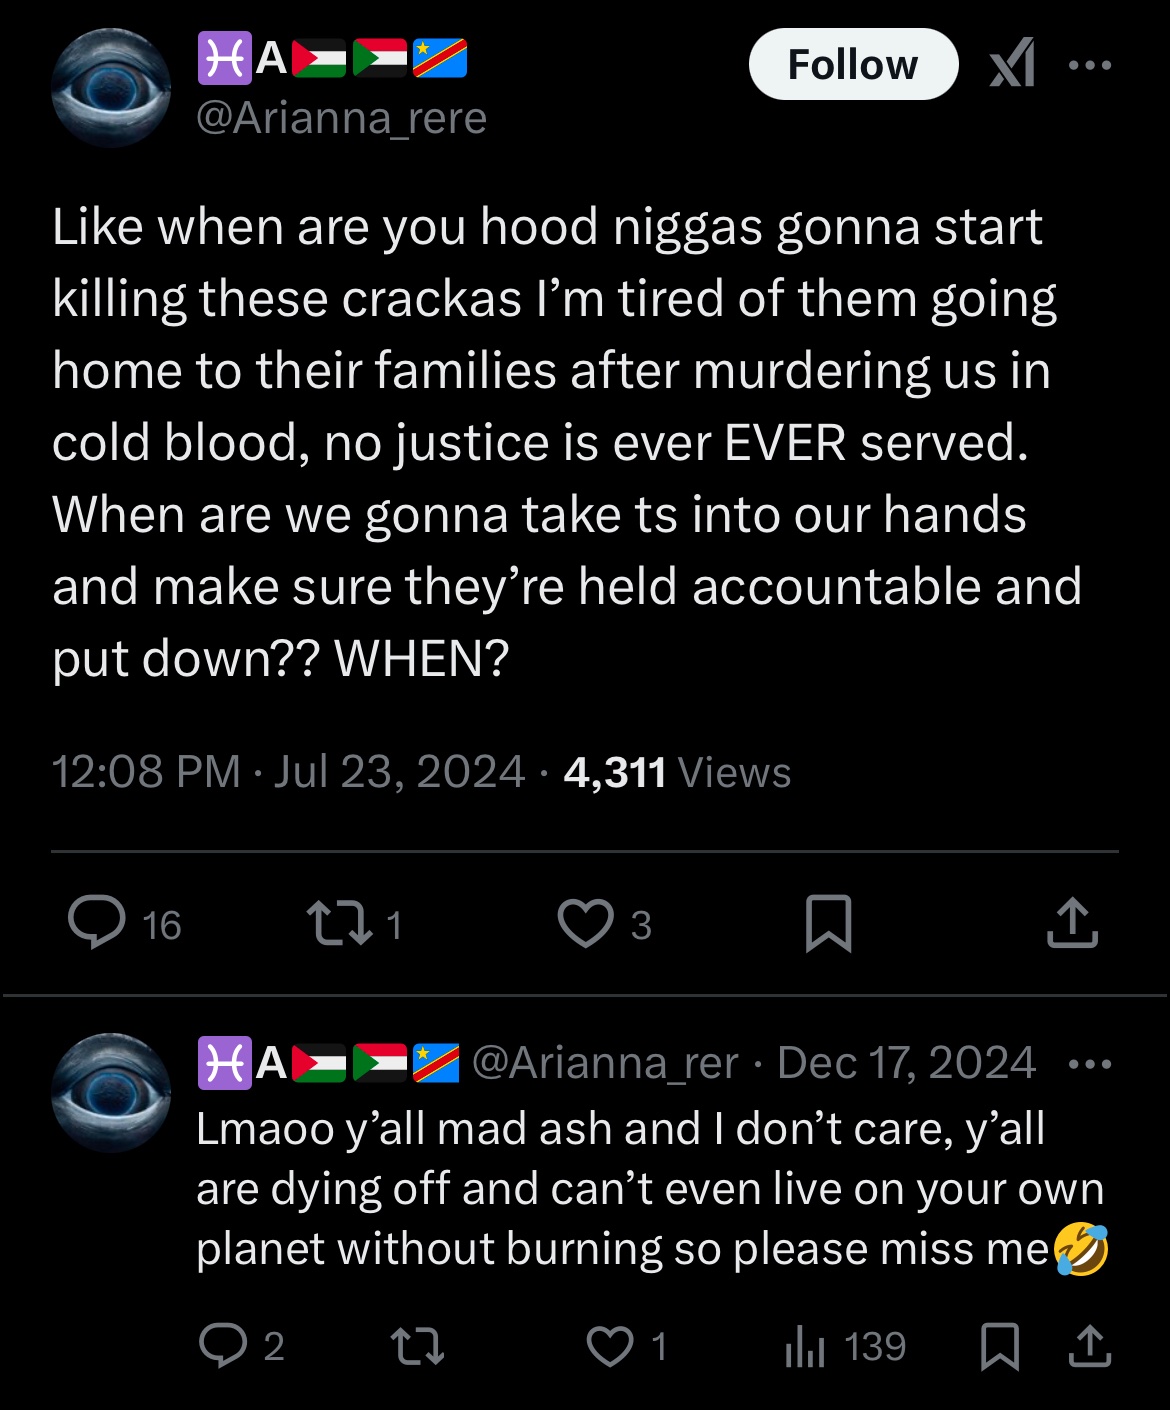 ♓A🇵🇸🇸🇩🇨🇩
Follow
@Arianna_rere
Like when are you hood niggas gonna start
killing these crackas I’m tired of them going
home to their families after murdering us in
cold blood, no justice is ever EVER served.
When are we gonna take ts into our hands
and make sure they’re held accountable and
put down?? WHEN?
12:08 PM · Jul 23, 2024 · 4,311 Views
16 1 3
♓A🇵🇸🇸🇩🇨🇩 @Arianna_rer · Dec 17, 2024
Lmaoo y’all mad ash and I don’t care, y’all
are dying off and can’t even live on your own
planet without burning so please miss me🤣
2 1 139